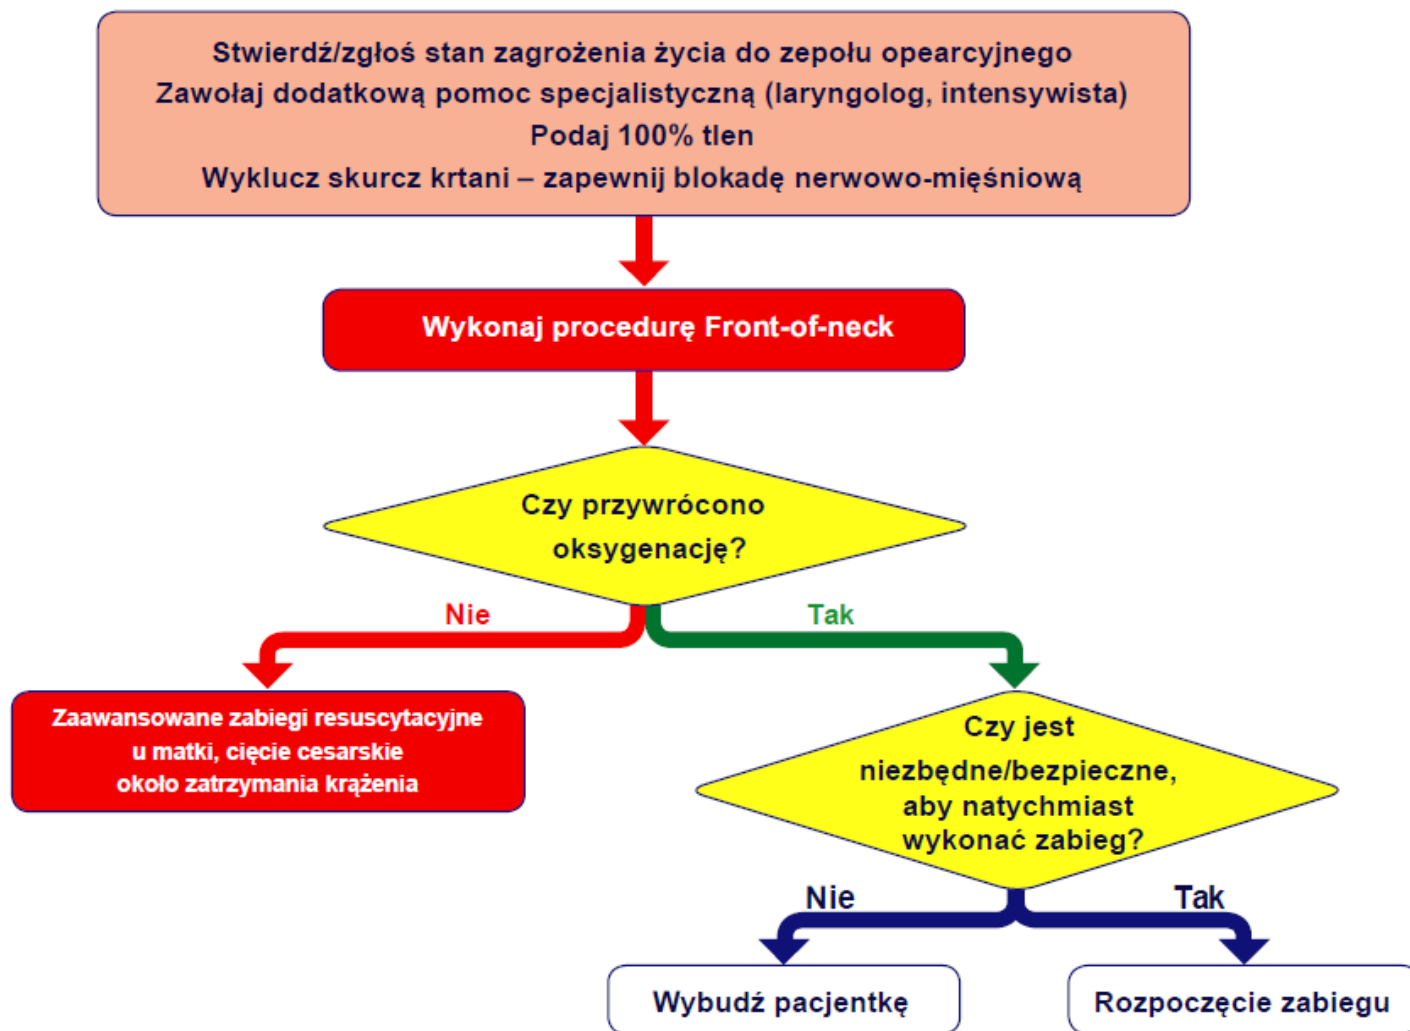 Stwierdź/zgłoś stan zagrożenia życia do zepołu opearcyjnego
Zawołaj dodatkową pomoc specjalistyczną (laryngolog, intensywista)
Podaj 100% tlen
Wyklucz skurcz krtani – zapewnij blokadę nerwowo-mięśniową
Wykonaj procedurę Front-of-neck
Czy przywrócono
oksygenację?
Nie
Tak
Zaawansowane zabiegi resuscytacyjne
u matki, cięcie cesarskie
około zatrzymania krążenia
Czy jest
niezbędne/bezpieczne,
aby natychmiast
wykonać zabieg?
Nie
Tak
Wybudź pacjentkę
Rozpoczęcie zabiegu